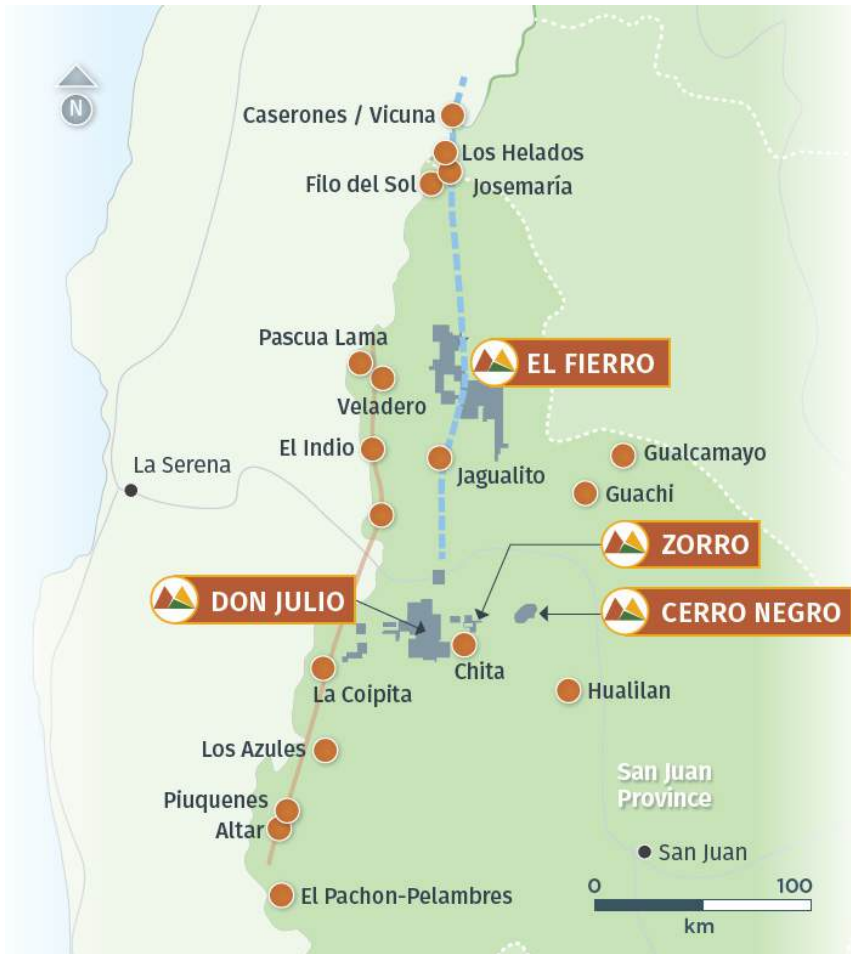 N
Caserones / Vicuna
Los Helados
Filo del Sol
Josemaría
Pascua Lama
EL FIERRO
Veladero
El Indio
Gualcamayo
La Serena
Jagualito
Guachi
ZORRO
DON JULIO
CERRO NEGRO
Chita
La Coipita
Hualilan
Los Azules
San Juan
Province
Piuquenes
Altar
San Juan
0 100
km
El Pachon-Pelambres